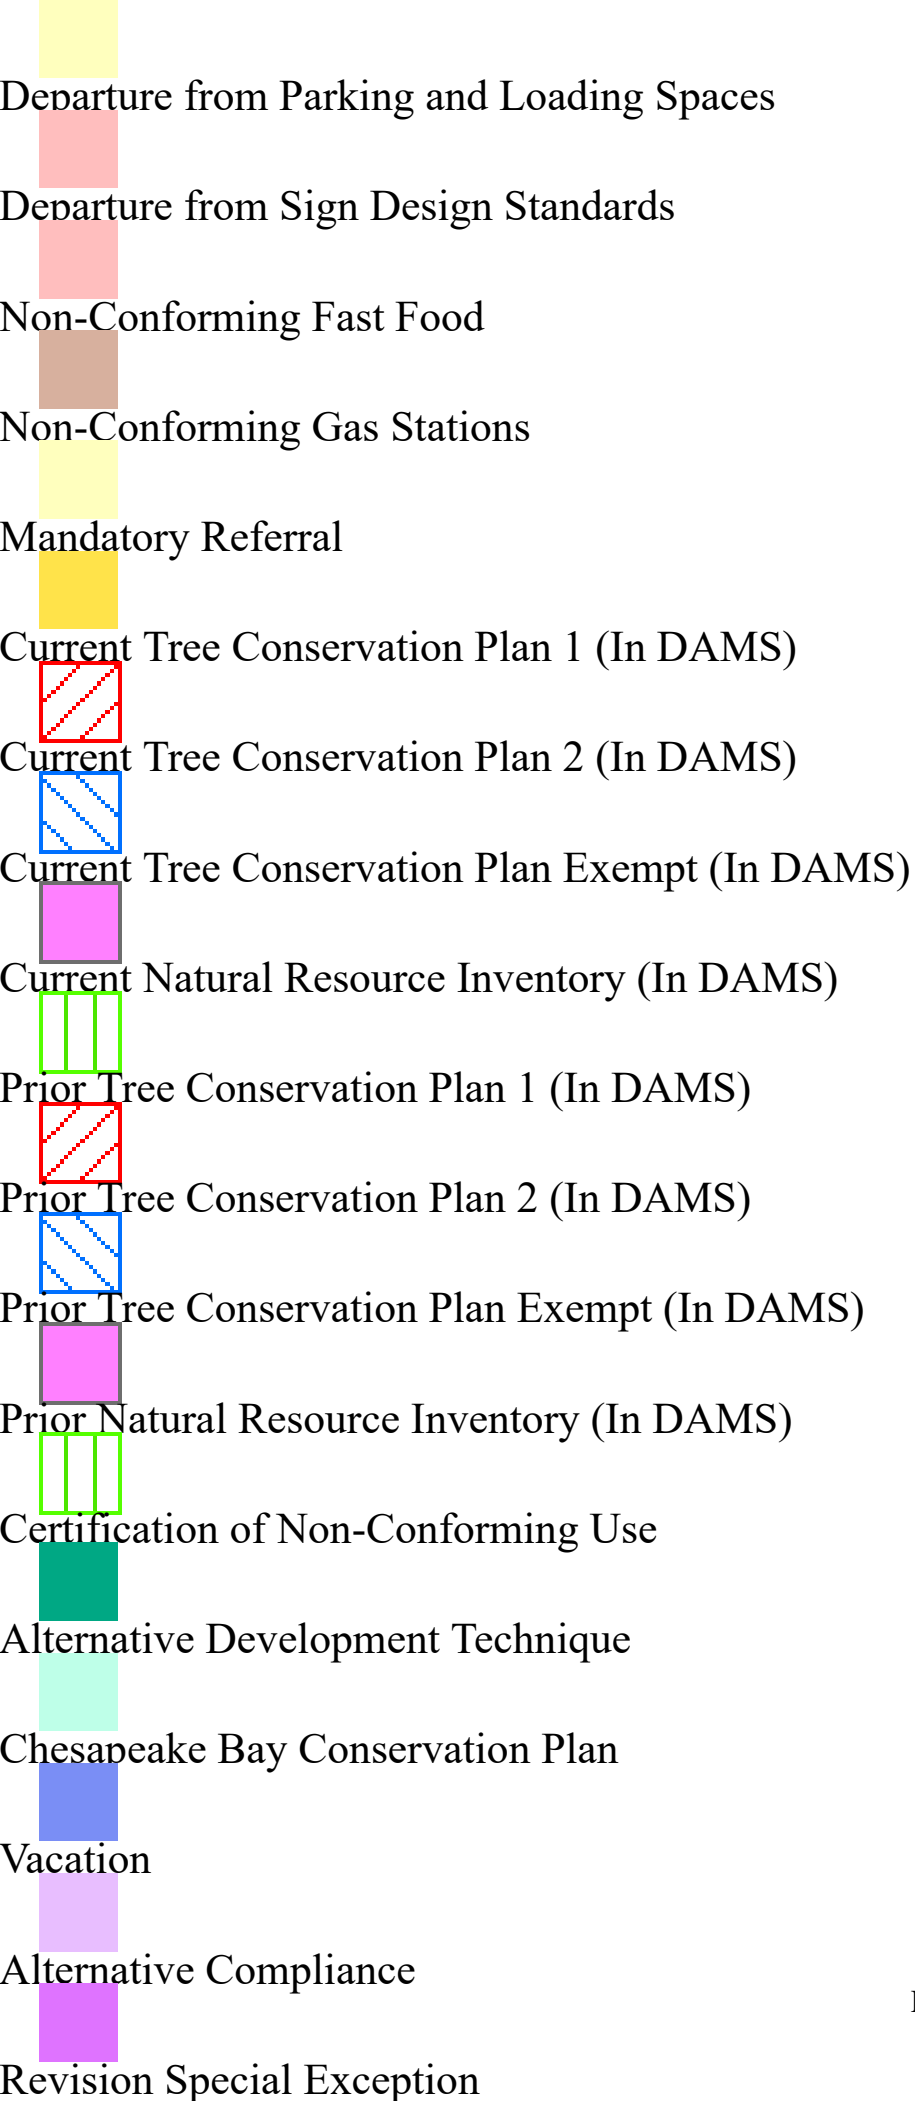 Departure from Parking and Loading Spaces
Departure from Sign Design Standards
Non-Conforming Fast Food
Non-Conforming Gas Stations
Mandatory Referral
Current Tree Conservation Plan 1 (In DAMS)
Current Tree Conservation Plan 2 (In DAMS)
Current Tree Conservation Plan Exempt (In DAMS)
Current Natural Resource Inventory (In DAMS)
Prior Tree Conservation Plan 1 (In DAMS)
Prior Tree Conservation Plan 2 (In DAMS)
Prior Tree Conservation Plan Exempt (In DAMS)
Prior Natural Resource Inventory (In DAMS)
Certification of Non-Conforming Use
Alternative Development Technique
Chesapeake Bay Conservation Plan
Vacation
Alternative Compliance
Revision Special Exception